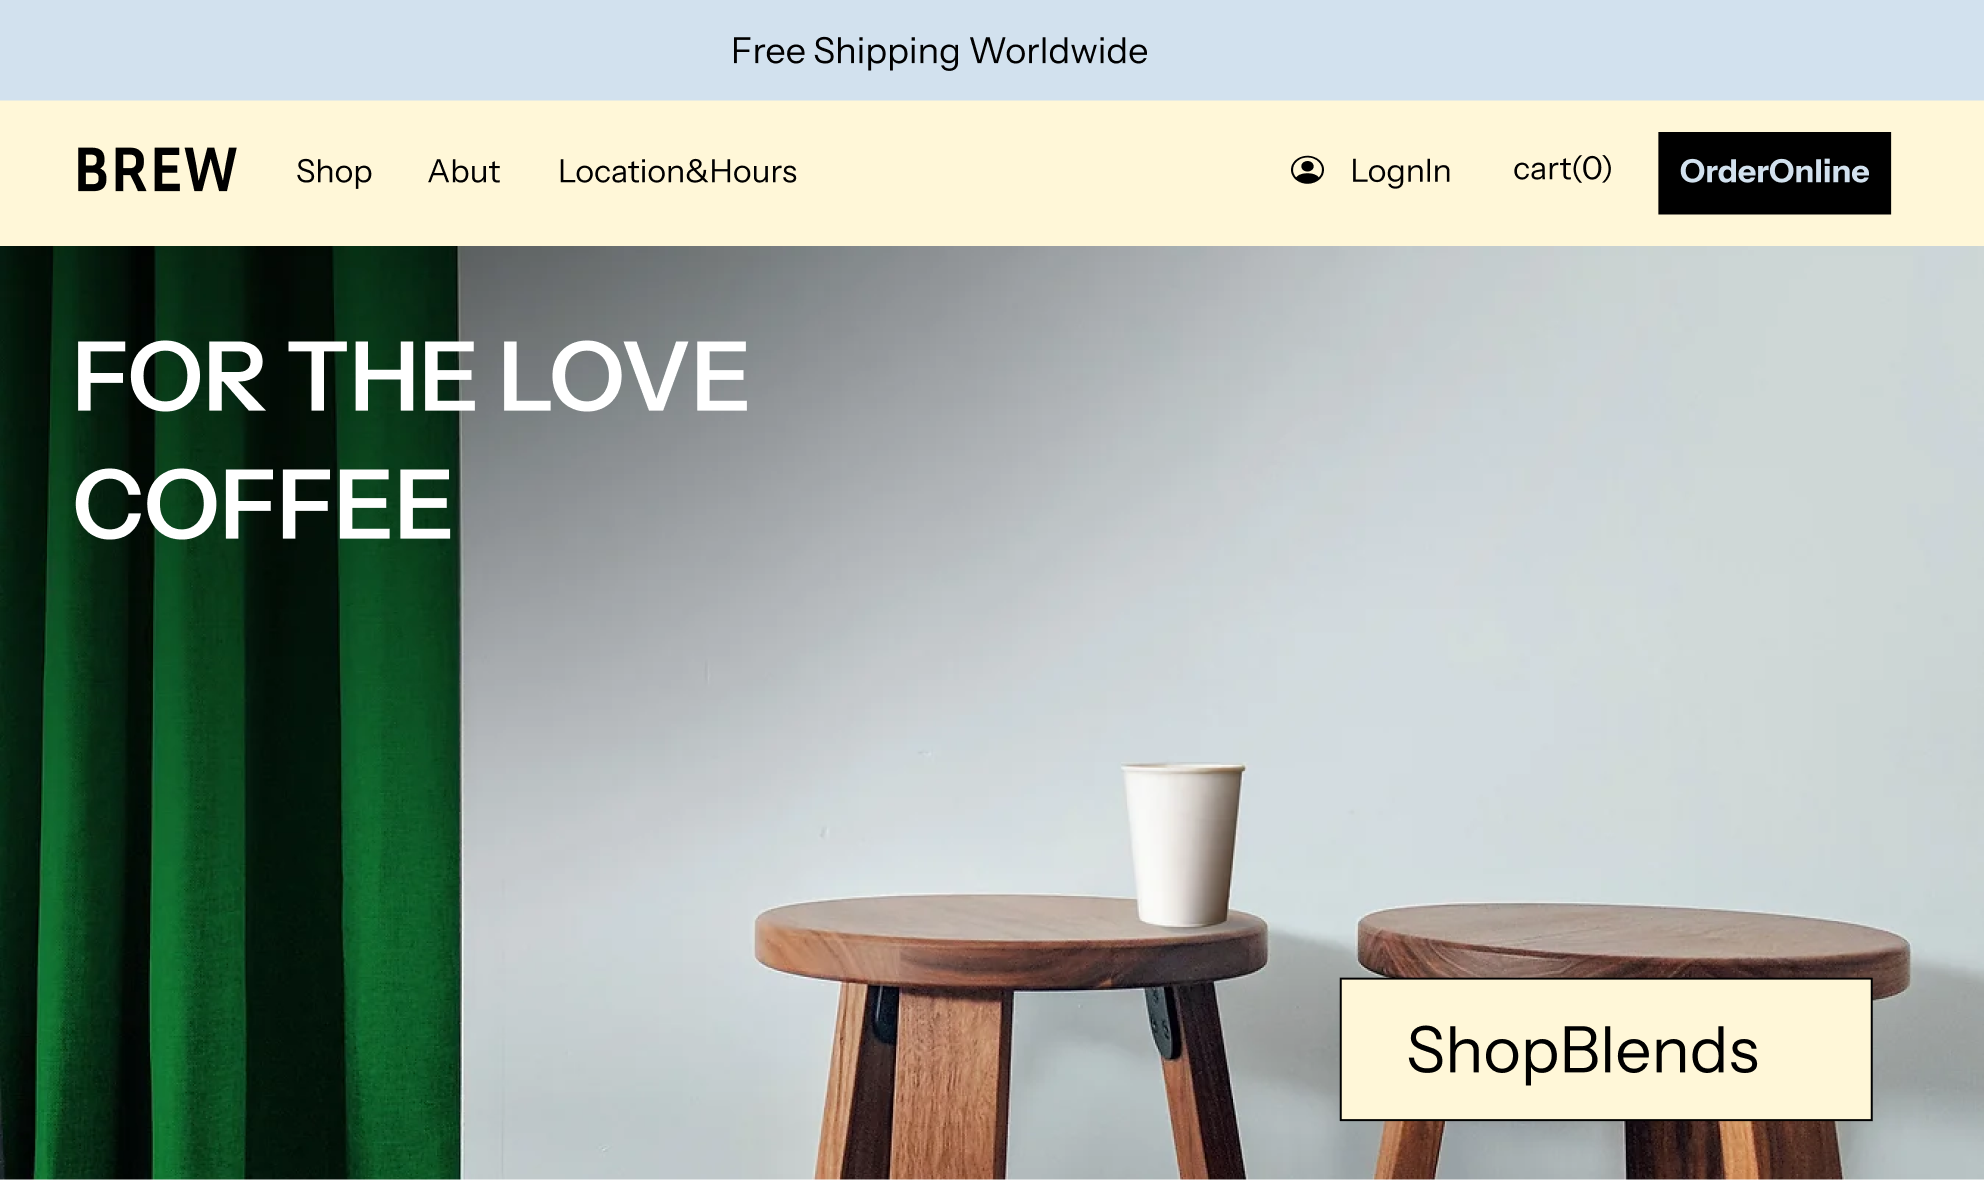 Free Shipping Worldwide
BREW Shop Abut Location&Hours LognIn cart(0) OrderOnline
FOR THE LOVE
COFFEE
ShopBlends